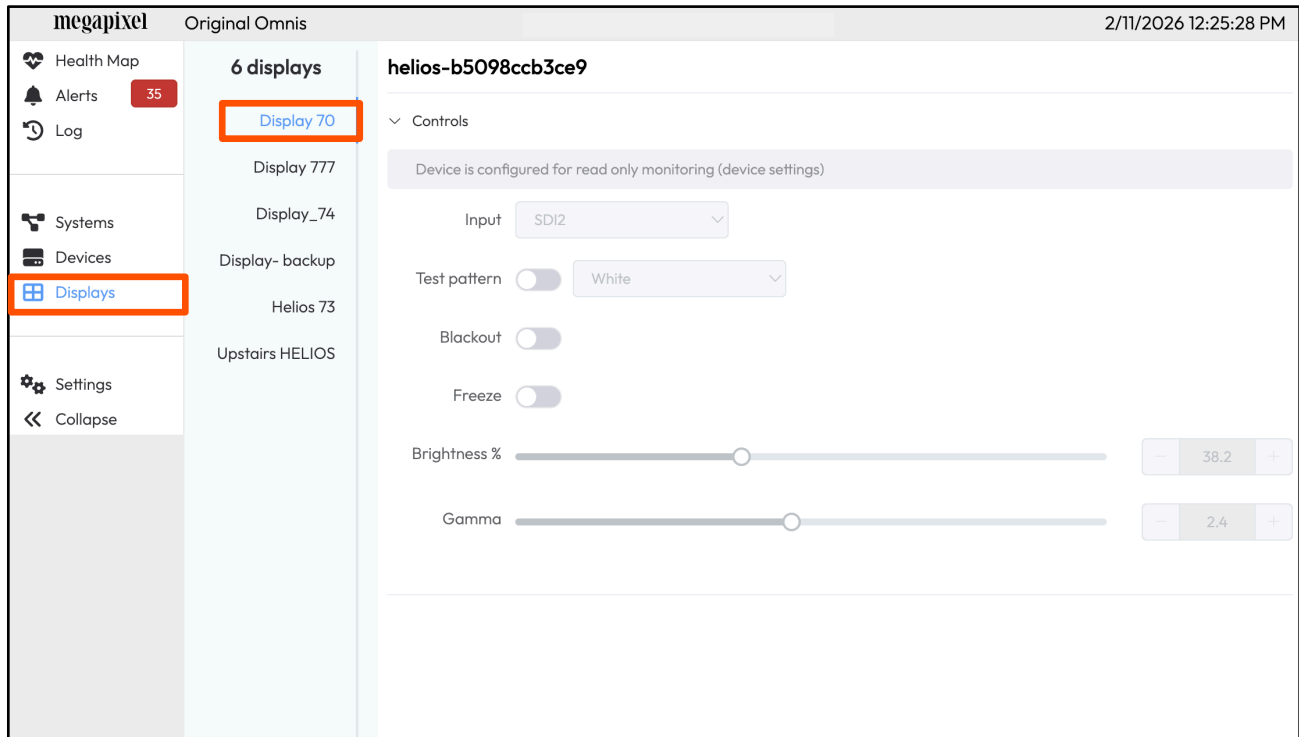 megapixel Original Omnis 2/11/2026 12:25:28 PM
Health Map
Alerts 35
Log
Systems
Devices
Displays
Settings
Collapse
6 displays
Display 70
Display 777
Display_74
Display- backup
Helios 73
Upstairs HELIOS
helios-b5098ccb3ce9
Controls
Device is configured for read only monitoring (device settings)
Input SDI2
Test pattern White
Blackout
Freeze
Brightness % 38.2
Gamma 2.4